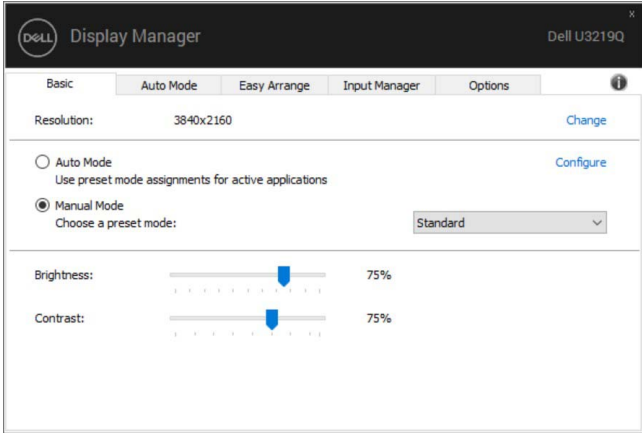 x
DELL Display Manager Dell U3219Q
Basic Auto Mode Easy Arrange Input Manager Options i
Resolution: 3840x2160 Change
Auto Mode Configure
Use preset mode assignments for active applications
Manual Mode
Choose a preset mode: Standard
Brightness: 75%
Contrast: 75%